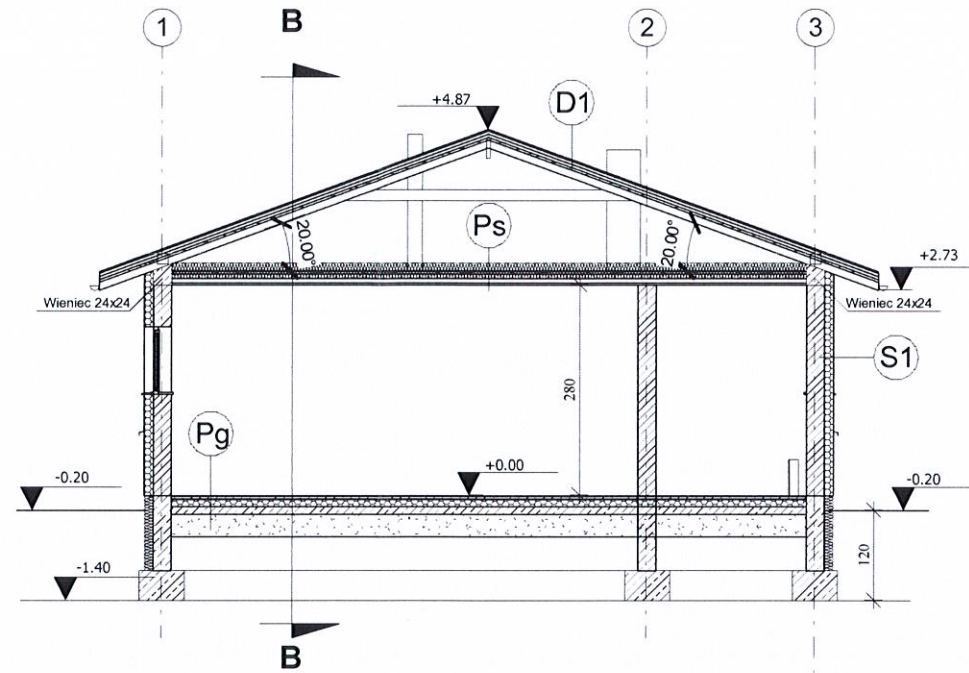 1
B
2
3
+4.87
D1
Ps
20.00°
20.00°
+2.73
Wieniec 24x24
Wieniec 24x24
S1
280
Pg
+0.00
-0.20
-0.20
120
-1.40
B